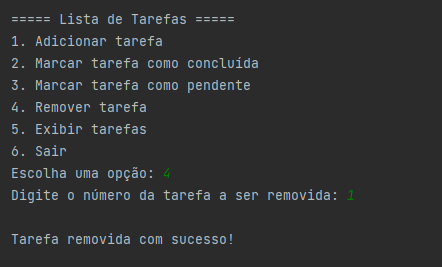 ===== Lista de Tarefas =====
1. Adicionar tarefa
2. Marcar tarefa como concluída
3. Marcar tarefa como pendente
4. Remover tarefa
5. Exibir tarefas
6. Sair
Escolha uma opção: 4
Digite o número da tarefa a ser removida: 1
Tarefa removida com sucesso!